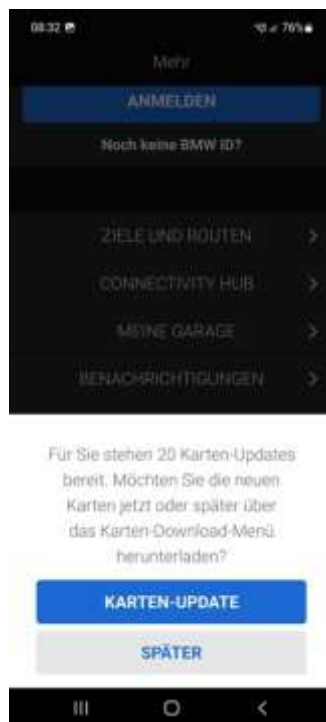 08:32
76%
Mehr
ANMELDEN
Noch keine BMW ID?
ZIELE UND ROUTEN
CONNECTIVITY HUB
MEINE GARAGE
BENACHRICHTIGUNGEN
Für Sie stehen 20 Karten-Updates
bereit. Möchten Sie die neuen
Karten jetzt oder später über
das Karten-Download-Menü
herunterladen?
KARTEN-UPDATE
SPÄTER